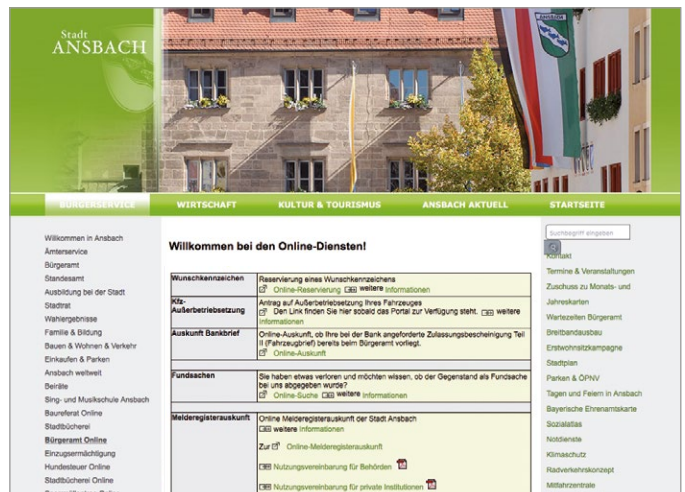 Stadt
ANSBACH
ANSBACH
BÜRGERSERVICE
WIRTSCHAFT
KULTUR & TOURISMUS
ANSBACH AKTUELL
STARTSEITE
Willkommen in Ansbach
Ämterservice
Bürgeramt
Standesamt
Ausbildung bei der Stadt
Stadtrat
Wahlergebnisse
Familie & Bildung
Bauen & Wohnen & Verkehr
Einkaufen & Parken
Ansbach weltweit
Beiräte
Sing- und Musikschule Ansbach
Baureferat Online
Stadtbücherei
Bürgeramt Online
Einzugsermächtigung
Hundesteuer Online
Stadtbücherei Online
Willkommen bei den Online-Diensten!
Wunschkennzeichen
Reservierung eines Wunschkennzeichens
Online-Reservierung weitere Informationen
Kfz-
Außerbetriebsetzung
Antrag auf Außerbetriebsetzung Ihres Fahrzeuges
Den Link finden Sie hier sobald das Portal zur Verfügung steht. weitere
Informationen
Auskunft Bankbrief
Online-Auskunft, ob Ihre bei der Bank angeforderte Zulassungsbescheinigung Teil
II (Fahrzeugbrief) bereits beim Bürgeramt vorliegt.
Online-Auskunft
Fundsachen
Sie haben etwas verloren und möchten wissen, ob der Gegenstand als Fundsache
bei uns abgegeben wurde?
Online-Suche weitere Informationen
Melderegisterauskunft
Online Melderegisterauskunft der Stadt Ansbach
weitere Informationen
Zur Online-Melderegisterauskunft
Nutzungsvereinbarung für Behörden
Nutzungsvereinbarung für private Institutionen
Suchbegriff eingeben
Kontakt
Termine & Veranstaltungen
Zuschuss zu Monats- und
Jahreskarten
Wartezeiten Bürgeramt
Breitbandausbau
Erstwohnsitzkampagne
Stadtplan
Parken & ÖPNV
Tagen und Feiern in Ansbach
Bayerische Ehrenamtskarte
Sozialatlas
Notdienste
Klimaschutz
Radverkehrskonzept
Mitfahrzentrale